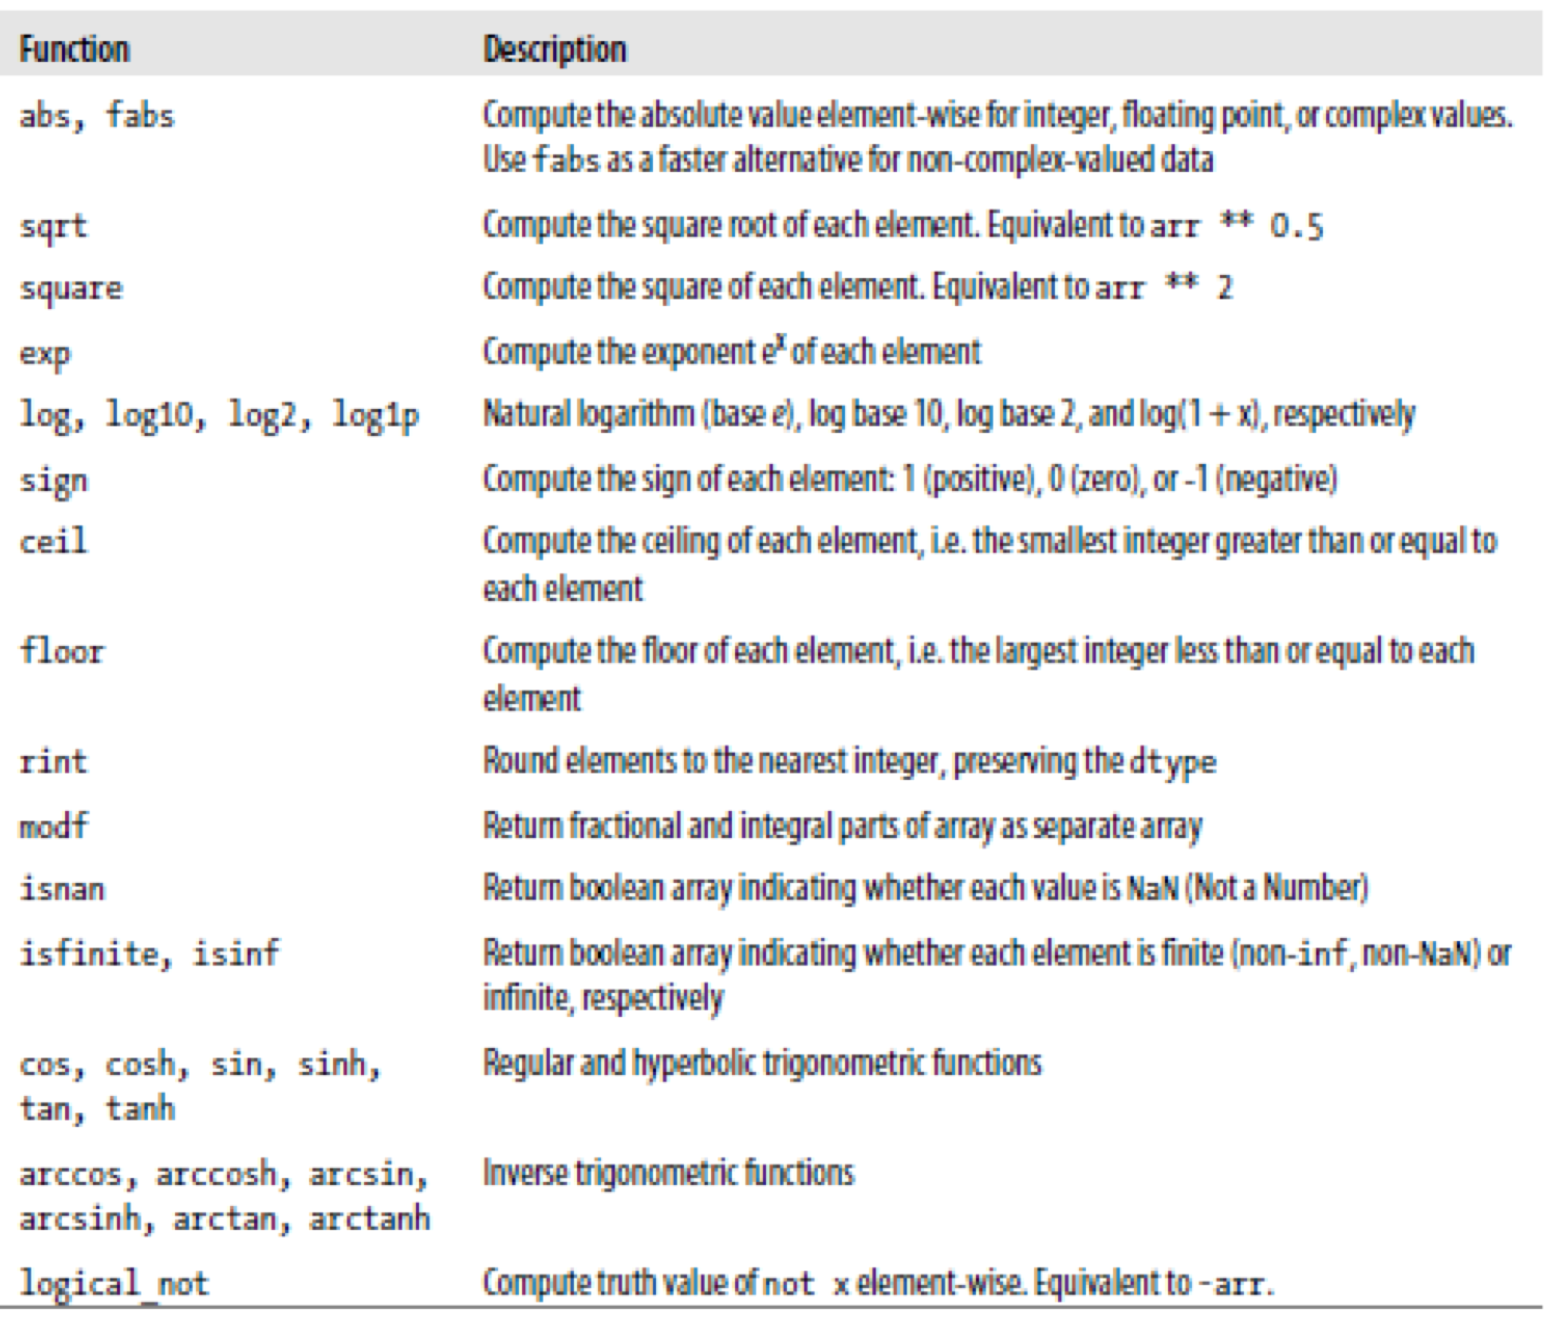 Function Description
abs, fabs Compute the absolute value element-wise for integer, floating point, or complex values.
Use fabs as a faster alternative for non-complex-valued data
sqrt Compute the square root of each element. Equivalent to arr ** 0.5
square Compute the square of each element. Equivalent to arr ** 2
exp Compute the exponent eˣ of each element
log, log10, log2, log1p Natural logarithm (base e), log base 10, log base 2, and log(1 + x), respectively
sign Compute the sign of each element: 1 (positive), 0 (zero), or -1 (negative)
ceil Compute the ceiling of each element, i.e. the smallest integer greater than or equal to
each element
floor Compute the floor of each element, i.e. the largest integer less than or equal to each
element
rint Round elements to the nearest integer, preserving the dtype
modf Return fractional and integral parts of array as separate array
isnan Return boolean array indicating whether each value is NaN (Not a Number)
isfinite, isinf Return boolean array indicating whether each element is finite (non-inf, non-NaN) or
infinite, respectively
cos, cosh, sin, sinh, Regular and hyperbolic trigonometric functions
tan, tanh
arccos, arccosh, arcsin, Inverse trigonometric functions
arcsinh, arctan, arctanh
logical_not Compute truth value of not x element-wise. Equivalent to -arr.